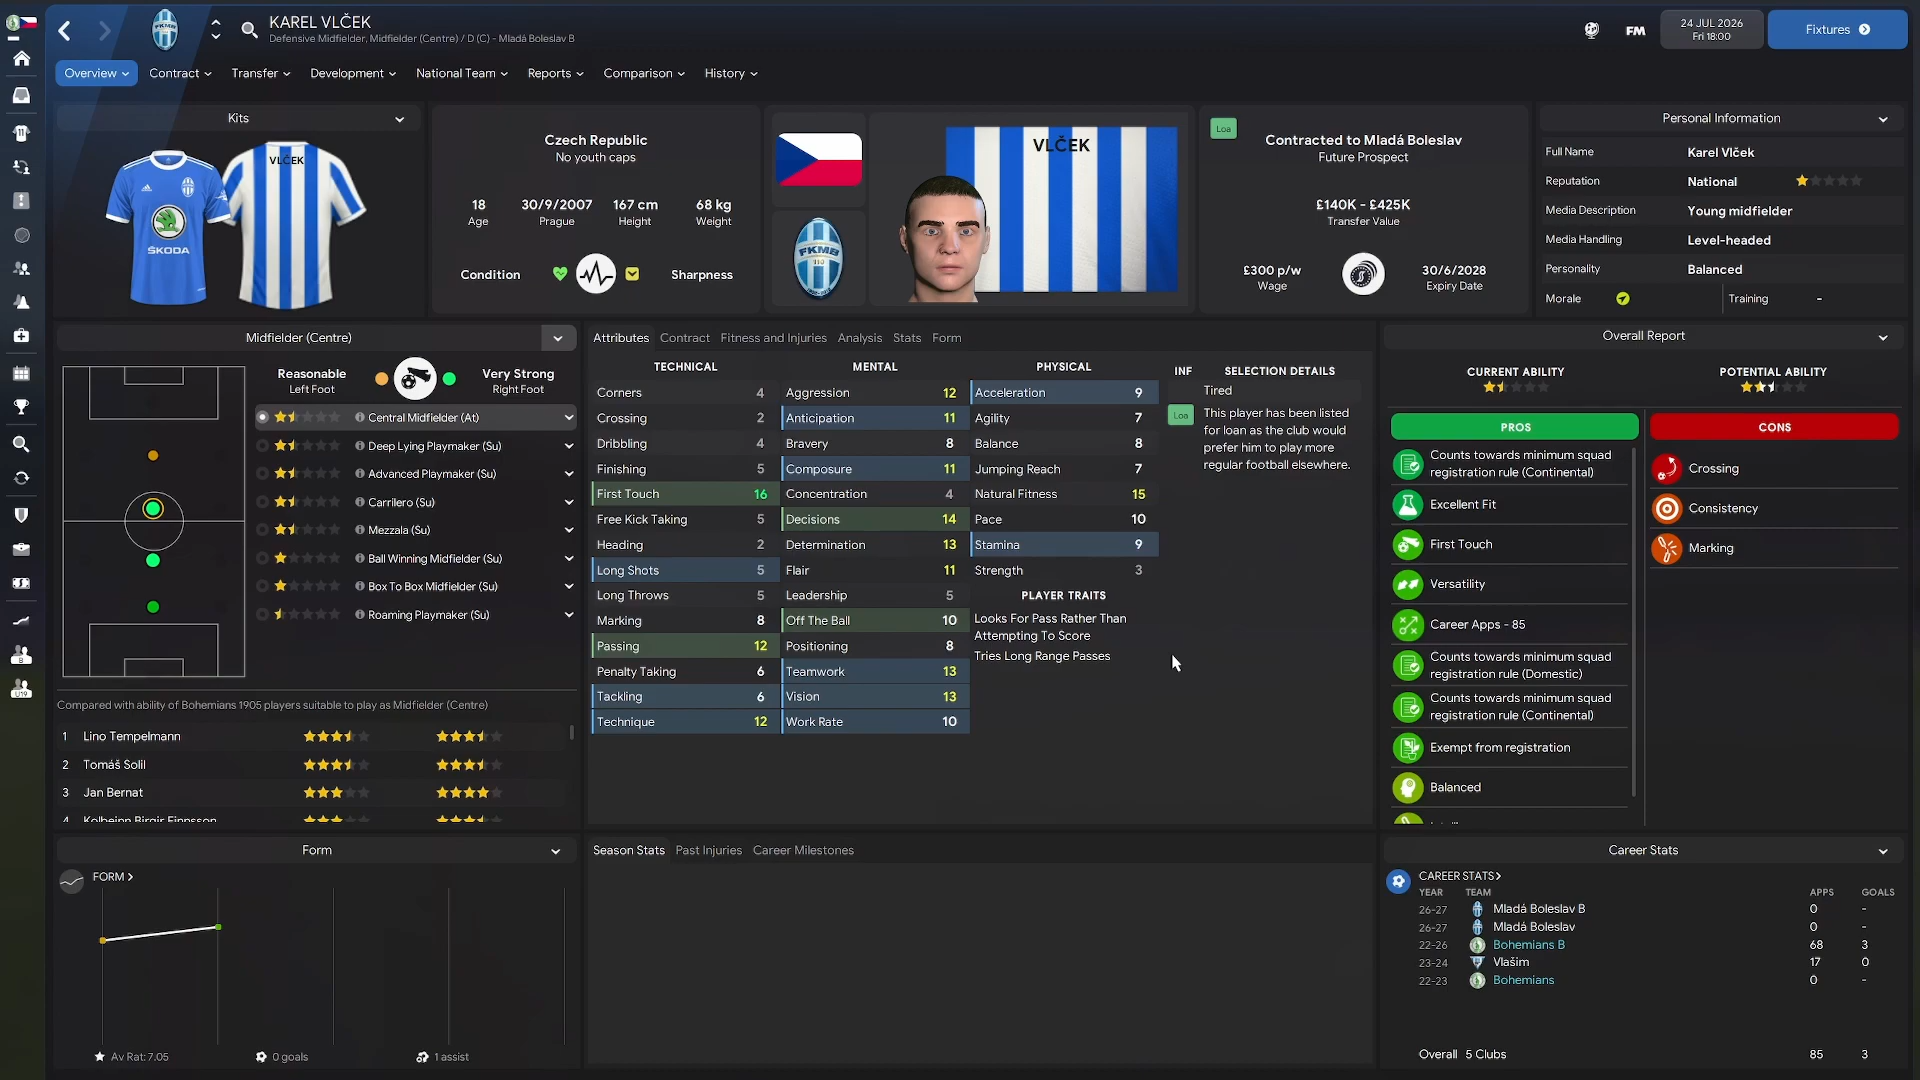 KAREL VLČEK
Defensive Midfielder, Midfielder (Centre) / D (C) - Mladá Boleslav B
FM
24 JUL 2026
Fri 18:00
Fixtures
Overview
Contract
Transfer
Development
National Team
Reports
Comparison
History
Kits
VLČEK
ŠKODA
Czech Republic
No youth caps
18
Age
30/9/2007
Prague
167 cm
Height
68 kg
Weight
Condition
Sharpness
FKMB
VLČEK
Loa
Contracted to Mladá Boleslav
Future Prospect
£140K - £425K
Transfer Value
£300 p/w
Wage
30/6/2028
Expiry Date
Personal Information
Full Name Karel Vlček
Reputation National
Media Description Young midfielder
Media Handling Level-headed
Personality Balanced
Morale
Training -
Midfielder (Centre)
Reasonable
Left Foot
Very Strong
Right Foot
Central Midfielder (At)
Deep Lying Playmaker (Su)
Advanced Playmaker (Su)
Carrilero (Su)
Mezzala (Su)
Ball Winning Midfielder (Su)
Box To Box Midfielder (Su)
Roaming Playmaker (Su)
Compared with ability of Bohemians 1905 players suitable to play as Midfielder (Centre)
1 Lino Tempelmann
2 Tomáš Solil
3 Jan Bernat
4 Kolbeinn Birgir Finnsson
Attributes Contract Fitness and Injuries Analysis Stats Form
TECHNICAL
Corners 4
Crossing 2
Dribbling 4
Finishing 5
First Touch 16
Free Kick Taking 5
Heading 2
Long Shots 5
Long Throws 5
Marking 8
Passing 12
Penalty Taking 6
Tackling 6
Technique 12
MENTAL
Aggression 12
Anticipation 11
Bravery 8
Composure 11
Concentration 4
Decisions 14
Determination 13
Flair 11
Leadership 5
Off The Ball 10
Positioning 8
Teamwork 13
Vision 13
Work Rate 10
PHYSICAL
Acceleration 9
Agility 7
Balance 8
Jumping Reach 7
Natural Fitness 15
Pace 10
Stamina 9
Strength 3
PLAYER TRAITS
Looks For Pass Rather Than
Attempting To Score
Tries Long Range Passes
INF
SELECTION DETAILS
Tired
Loa
This player has been listed
for loan as the club would
prefer him to play more
regular football elsewhere.
Overall Report
CURRENT ABILITY
POTENTIAL ABILITY
PROS
Counts towards minimum squad
registration rule (Continental)
Excellent Fit
First Touch
Versatility
Career Apps - 85
Counts towards minimum squad
registration rule (Domestic)
Counts towards minimum squad
registration rule (Continental)
Exempt from registration
Balanced
CONS
Crossing
Consistency
Marking
Form
FORM
Av Rat: 7.05
0 goals
1 assist
Season Stats Past Injuries Career Milestones
Career Stats
CAREER STATS
YEAR TEAM APPS GOALS
26-27 Mladá Boleslav B 0 -
26-27 Mladá Boleslav 0 -
22-26 Bohemians B 68 3
23-24 Vlašim 17 0
22-23 Bohemians 0 -
Overall 5 Clubs 85 3
B
U19